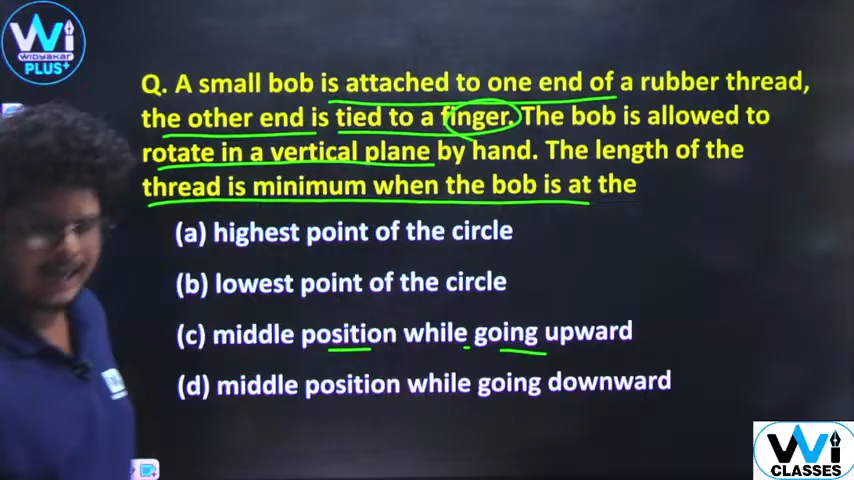 Wi
WIDYAKAR
PLUS+
Q. A small bob is attached to one end of a rubber thread,
the other end is tied to a finger. The bob is allowed to
rotate in a vertical plane by hand. The length of the
thread is minimum when the bob is at the
(a) highest point of the circle
(b) lowest point of the circle
(c) middle position while going upward
(d) middle position while going downward
Wi
CLASSES